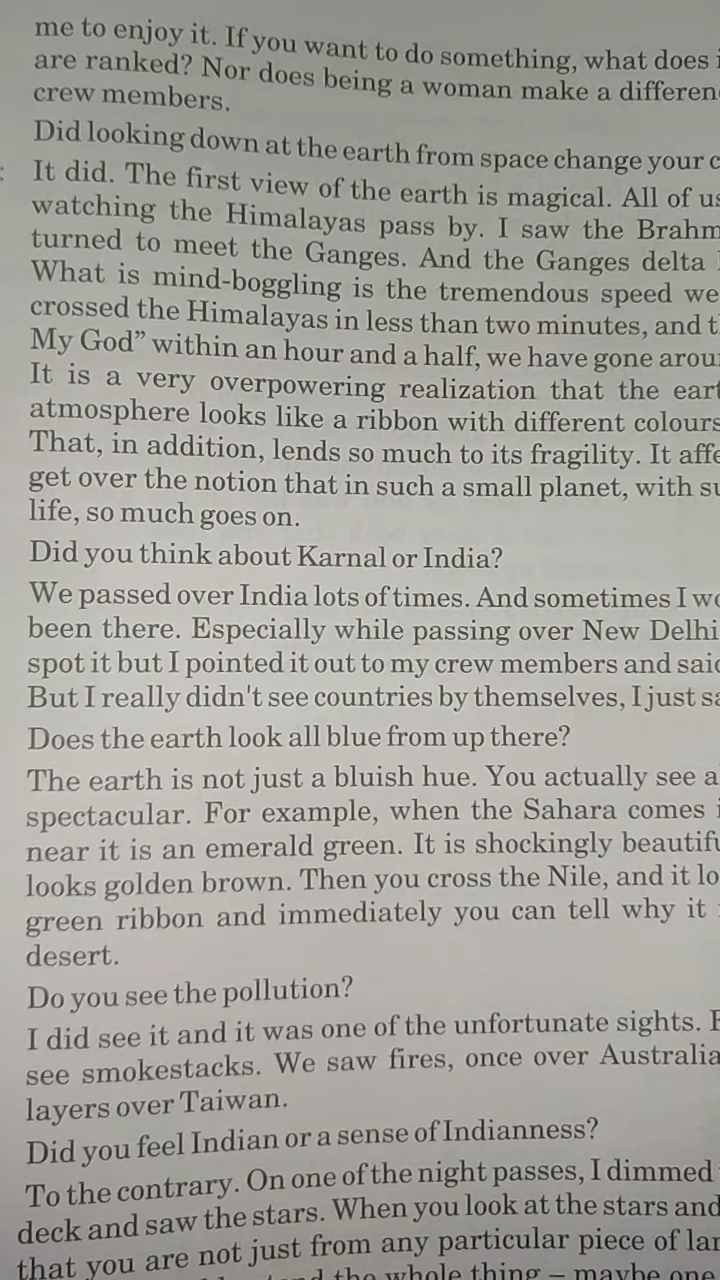 me to enjoy it. If you want to do something, what does
are ranked? Nor does being a woman make a
crew members.
Did looking down at the earth from space change your
: It did. The first view of the earth is magical. All of
watching the Himalayas pass by. I saw the
turned to meet the Ganges. And the Ganges delta
What is mind-boggling is the tremendous speed we
crossed the Himalayas in less than two minutes, and
My God” within an hour and a half, we have gone
It is a very overpowering realization that the
atmosphere looks like a ribbon with different colours
That, in addition, lends so much to its fragility. It
get over the notion that in such a small planet, with
life, so much goes on.
Did you think about Karnal or India?
We passed over India lots of times. And sometimes I
been there. Especially while passing over New Delhi
spot it but I pointed it out to my crew members and
But I really didn't see countries by themselves, I just
Does the earth look all blue from up there?
The earth is not just a bluish hue. You actually see
spectacular. For example, when the Sahara comes
near it is an emerald green. It is shockingly
looks golden brown. Then you cross the Nile, and it
green ribbon and immediately you can tell why it
desert.
Do you see the pollution?
I did see it and it was one of the unfortunate sights.
see smokestacks. We saw fires, once over Australia
layers over Taiwan.
Did you feel Indian or a sense of Indianness?
To the contrary. On one of the night passes, I dimmed
deck and saw the stars. When you look at the stars and
that you are not just from any particular piece of
the whole thing – maybe one